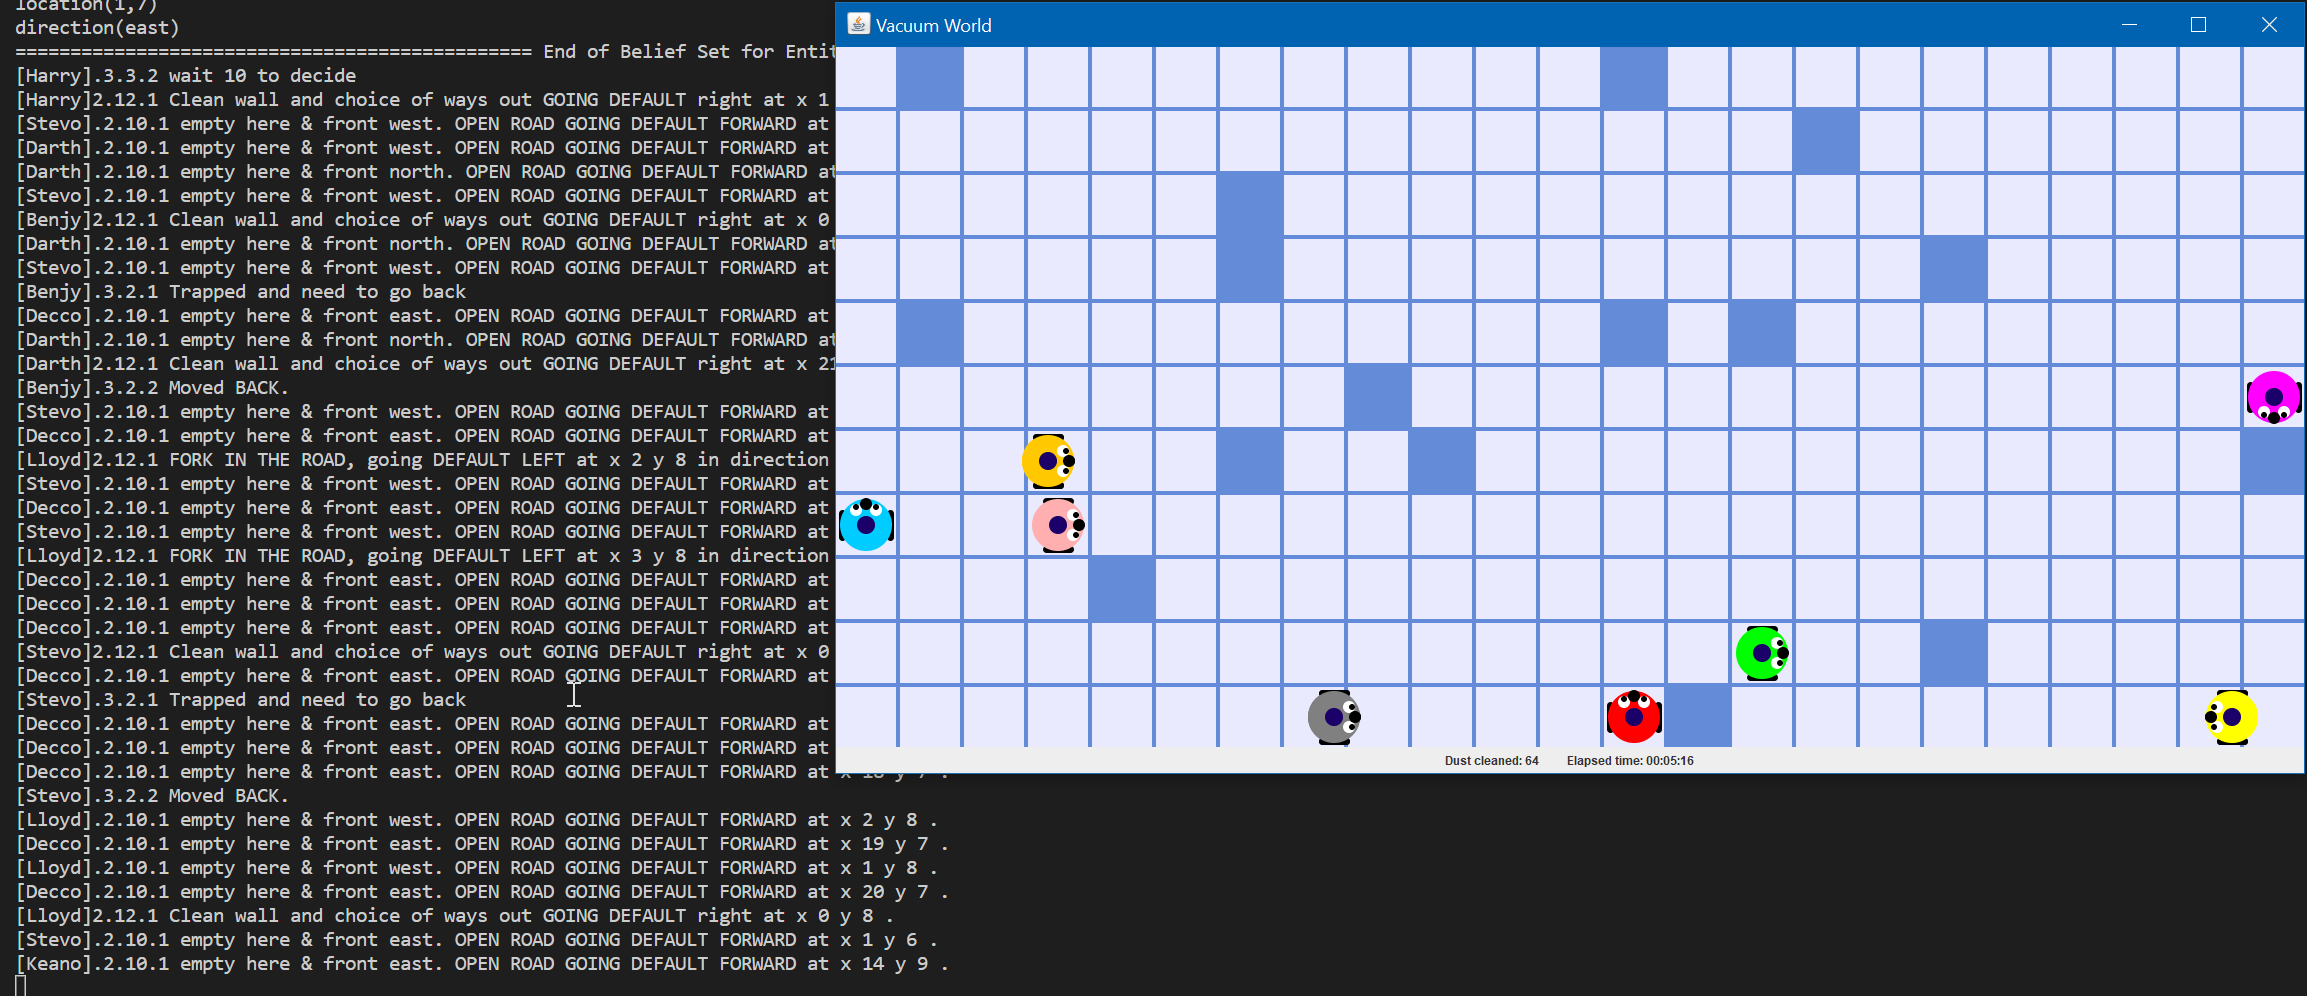 location(1,7)
direction(east)
=============================================== End of Belief Set for Entit
[Harry].3.3.2 wait 10 to decide
[Harry]2.12.1 Clean wall and choice of ways out GOING DEFAULT right at x 1
[Stevo].2.10.1 empty here & front west. OPEN ROAD GOING DEFAULT FORWARD at
[Darth].2.10.1 empty here & front west. OPEN ROAD GOING DEFAULT FORWARD at
[Darth].2.10.1 empty here & front north. OPEN ROAD GOING DEFAULT FORWARD at
[Stevo].2.10.1 empty here & front west. OPEN ROAD GOING DEFAULT FORWARD at
[Benjy]2.12.1 Clean wall and choice of ways out GOING DEFAULT right at x 0
[Darth].2.10.1 empty here & front north. OPEN ROAD GOING DEFAULT FORWARD at
[Stevo].2.10.1 empty here & front west. OPEN ROAD GOING DEFAULT FORWARD at
[Benjy].3.2.1 Trapped and need to go back
[Decco].2.10.1 empty here & front east. OPEN ROAD GOING DEFAULT FORWARD at
[Darth].2.10.1 empty here & front north. OPEN ROAD GOING DEFAULT FORWARD at
[Darth]2.12.1 Clean wall and choice of ways out GOING DEFAULT right at x 21
[Benjy].3.2.2 Moved BACK.
[Stevo].2.10.1 empty here & front west. OPEN ROAD GOING DEFAULT FORWARD at
[Decco].2.10.1 empty here & front east. OPEN ROAD GOING DEFAULT FORWARD at
[Lloyd]2.12.1 FORK IN THE ROAD, going DEFAULT LEFT at x 2 y 8 in direction
[Stevo].2.10.1 empty here & front west. OPEN ROAD GOING DEFAULT FORWARD at
[Decco].2.10.1 empty here & front east. OPEN ROAD GOING DEFAULT FORWARD at
[Stevo].2.10.1 empty here & front west. OPEN ROAD GOING DEFAULT FORWARD at
[Lloyd]2.12.1 FORK IN THE ROAD, going DEFAULT LEFT at x 3 y 8 in direction
[Decco].2.10.1 empty here & front east. OPEN ROAD GOING DEFAULT FORWARD at
[Decco].2.10.1 empty here & front east. OPEN ROAD GOING DEFAULT FORWARD at
[Decco].2.10.1 empty here & front east. OPEN ROAD GOING DEFAULT FORWARD at
[Stevo]2.12.1 Clean wall and choice of ways out GOING DEFAULT right at x 0
[Decco].2.10.1 empty here & front east. OPEN ROAD GOING DEFAULT FORWARD at
[Stevo].3.2.1 Trapped and need to go back
[Decco].2.10.1 empty here & front east. OPEN ROAD GOING DEFAULT FORWARD at
[Decco].2.10.1 empty here & front east. OPEN ROAD GOING DEFAULT FORWARD at
[Decco].2.10.1 empty here & front east. OPEN ROAD GOING DEFAULT FORWARD at x 18 y 7 .
[Stevo].3.2.2 Moved BACK.
[Lloyd].2.10.1 empty here & front west. OPEN ROAD GOING DEFAULT FORWARD at x 2 y 8 .
[Decco].2.10.1 empty here & front east. OPEN ROAD GOING DEFAULT FORWARD at x 19 y 7 .
[Lloyd].2.10.1 empty here & front west. OPEN ROAD GOING DEFAULT FORWARD at x 1 y 8 .
[Decco].2.10.1 empty here & front east. OPEN ROAD GOING DEFAULT FORWARD at x 20 y 7 .
[Lloyd]2.12.1 Clean wall and choice of ways out GOING DEFAULT right at x 0 y 8 .
[Stevo].2.10.1 empty here & front east. OPEN ROAD GOING DEFAULT FORWARD at x 1 y 6 .
[Keano].2.10.1 empty here & front east. OPEN ROAD GOING DEFAULT FORWARD at x 14 y 9 .
Vacuum World
Dust cleaned: 64 Elapsed time: 00:05:16